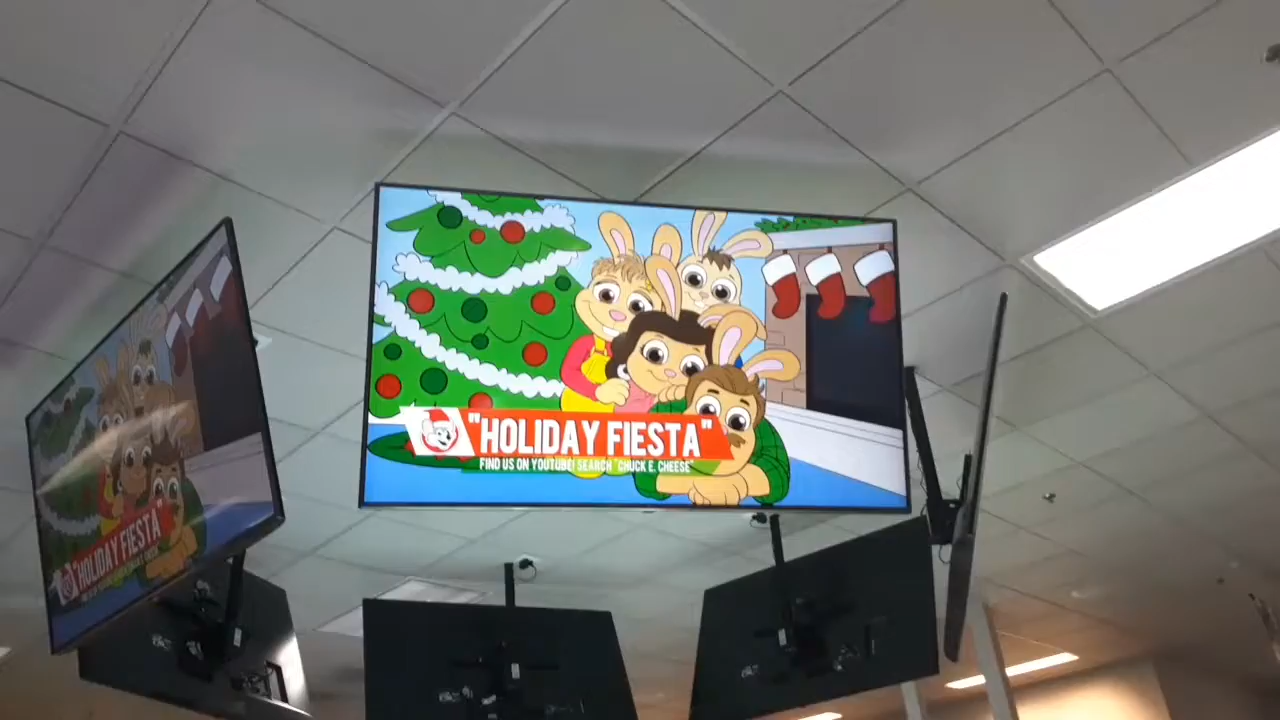 "HOLIDAY FIESTA"
FIND US ON YOUTUBE! SEARCH "CHUCK E. CHEESE"
"HOLIDAY FIESTA"